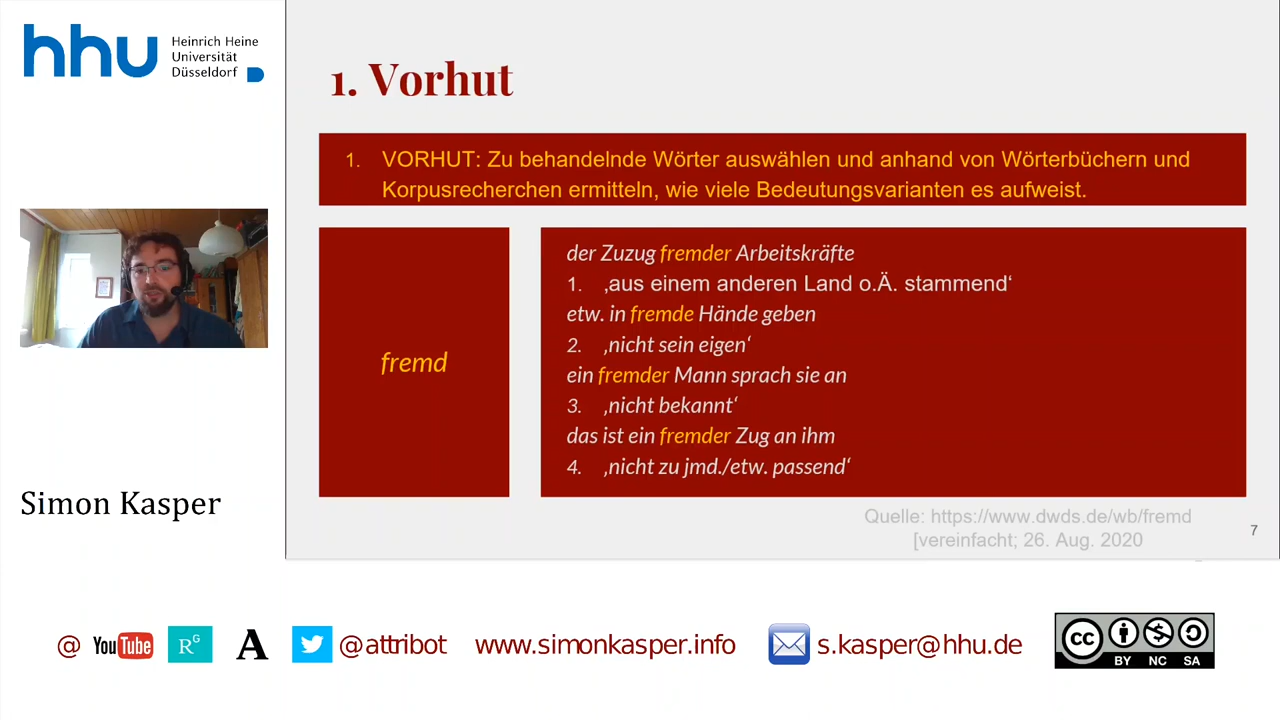 hhu
Heinrich Heine
Universität
Düsseldorf
1. Vorhut
1. VORHUT: Zu behandelnde Wörter auswählen und anhand von Wörterbüchern und
Korpusrecherchen ermitteln, wie viele Bedeutungsvarianten es aufweist.
fremd
der Zuzug fremder Arbeitskräfte
1. ‚aus einem anderen Land o.Ä. stammend‘
etw. in fremde Hände geben
2. ‚nicht sein eigen‘
ein fremder Mann sprach sie an
3. ‚nicht bekannt‘
das ist ein fremder Zug an ihm
4. ‚nicht zu jmd./etw. passend‘
Quelle: https://www.dwds.de/wb/fremd
[vereinfacht; 26. Aug. 2020
7
Simon Kasper
@ YouTube RG A @attribot www.simonkasper.info s.kasper@hhu.de
cc BY NC SA